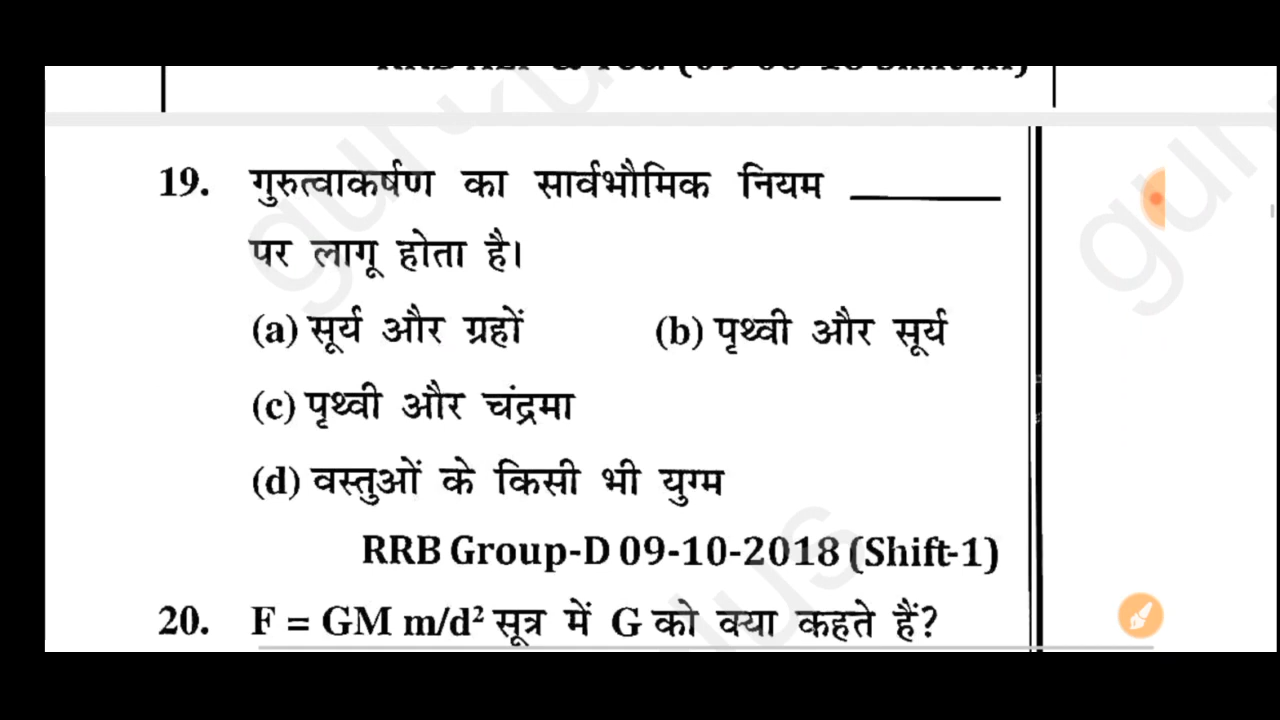 19. गुरुत्वाकर्षण का सार्वभौमिक नियम ________
पर लागू होता है।
(a) सूर्य और ग्रहों (b) पृथ्वी और सूर्य
(c) पृथ्वी और चंद्रमा
(d) वस्तुओं के किसी भी युग्म
RRB Group-D 09-10-2018 (Shift-1)
20. F = GM m/d² सूत्र में G को क्या कहते हैं?